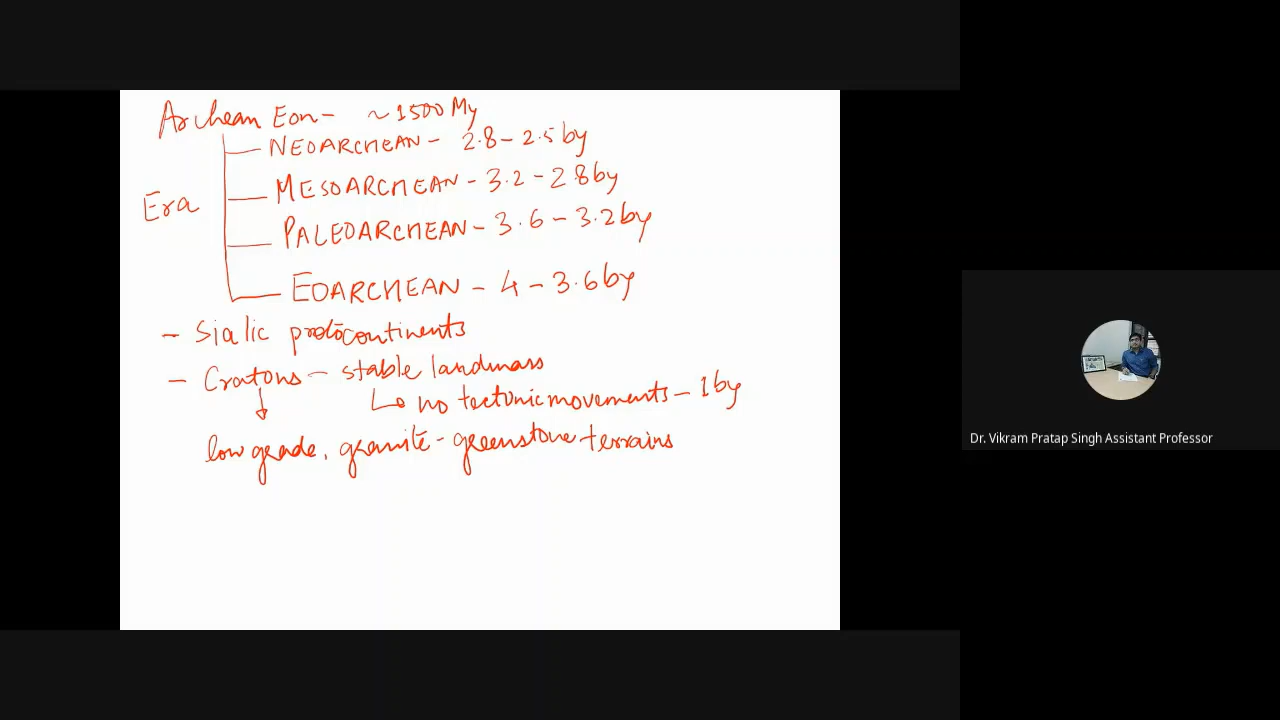 Archean Eon - ~1500 My
NEOARCHEAN - 2.8 - 2.5 by
MESOARCHEAN - 3.2 - 2.8 by
Era
PALEOARCHEAN - 3.6 - 3.2 by
EOARCHEAN - 4 - 3.6 by
- Sialic protocontinents
- Cratons - stable landmass
↳ no tectonic movements - 1 by
↓
low grade, granite - greenstone terrains
Dr. Vikram Pratap Singh Assistant Professor